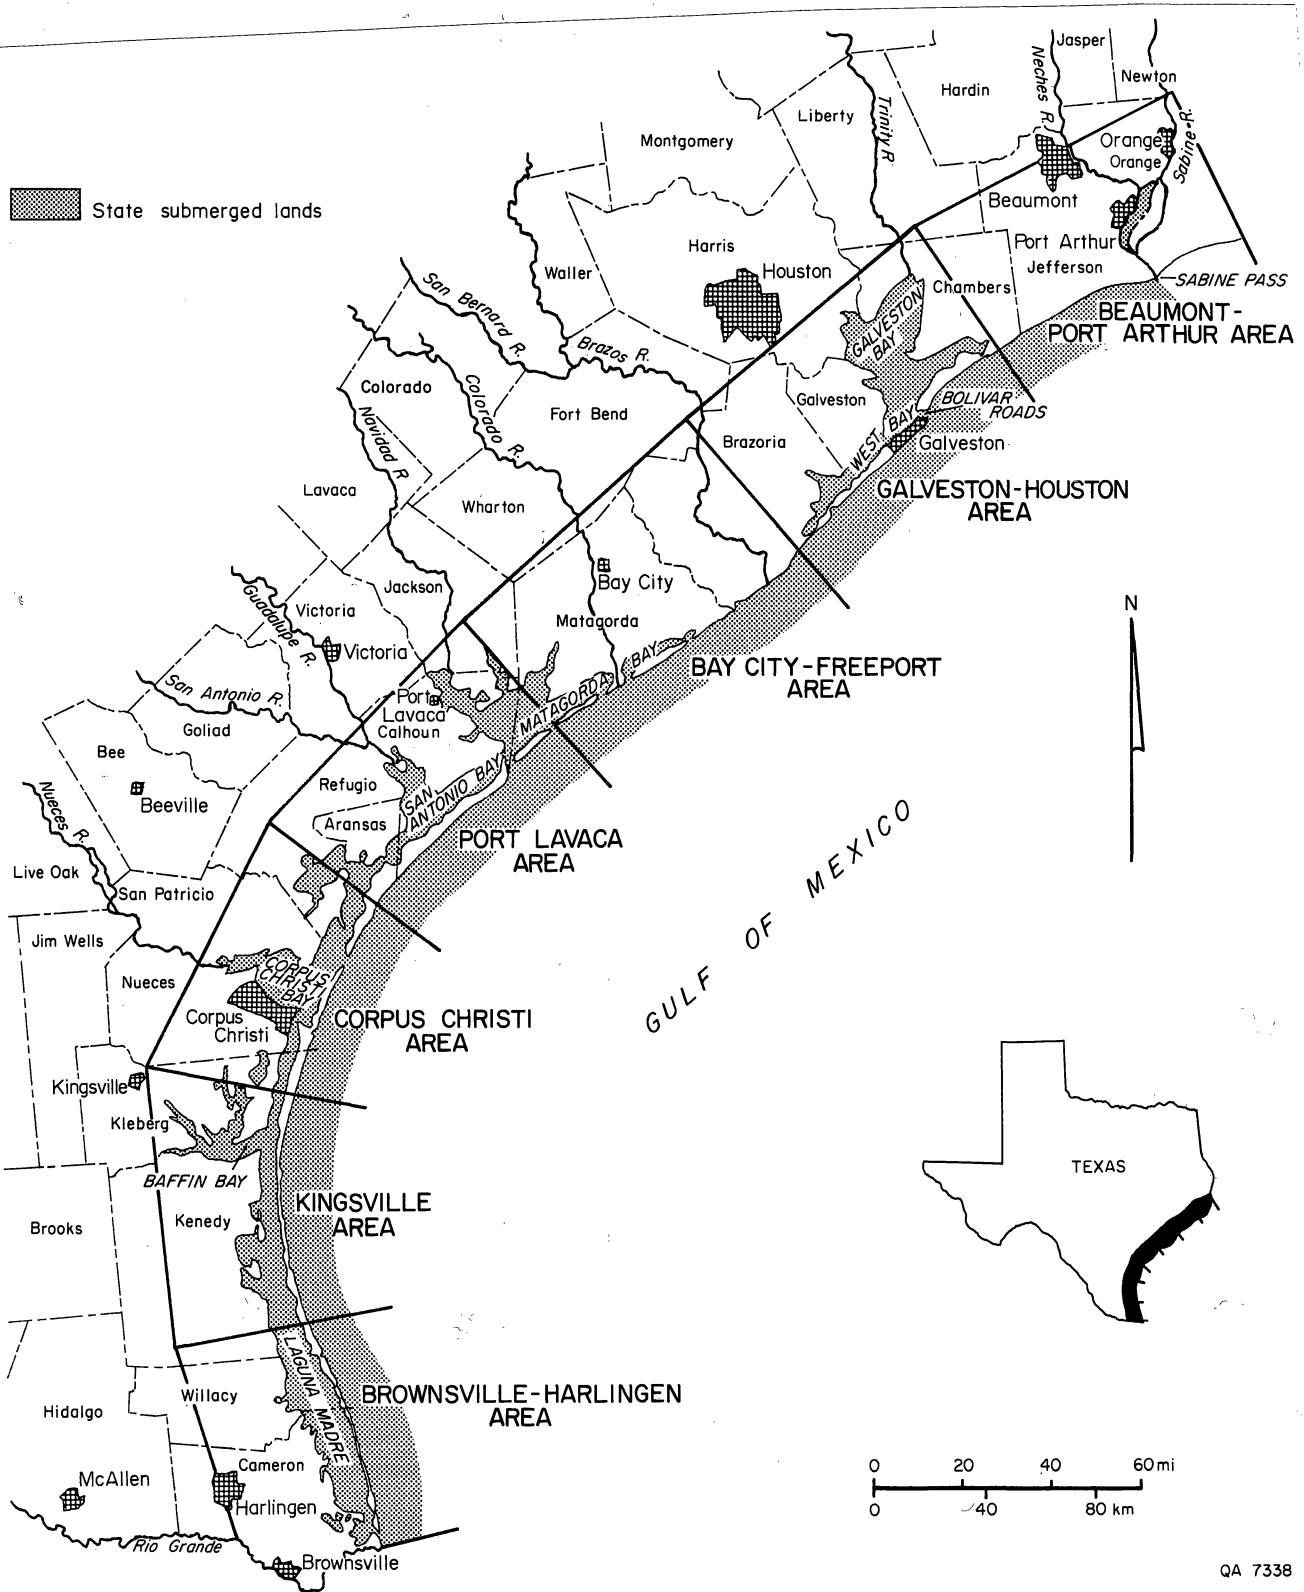 Jasper
Newton
Hardin
Neches R.
Liberty
Trinity R
Montgomery
Orange
Orange
Sabine R.
State submerged lands
Beaumont
Harris
Port Arthur
Jefferson
Houston
Waller
SABINE PASS
Chambers
San Bernard R.
GALVESTON
BAY
BEAUMONT-
PORT ARTHUR AREA
Brazos R.
Colorado
Colorado R.
Fort Bend
Galveston
BOLIVAR
ROADS
Navidad R
Brazoria
WEST BAY
Galveston
Lavaca
Wharton
GALVESTON-HOUSTON
AREA
Jackson
Bay City
Guadalupe R.
Victoria
Matagorda
N
Victoria
BAY CITY-FREEPORT
AREA
San Antonio R.
Port
Lavaca
Calhoun
MATAGORDA BAY
Goliad
Bee
Beeville
Refugio
Aransas
SAN
ANTONIO BAY
PORT LAVACA
AREA
Nueces R.
GULF OF MEXICO
Live Oak
San Patricio
Jim Wells
Nueces
CORPUS
CHRISTI
BAY
Corpus
Christi
CORPUS CHRISTI
AREA
Kingsville
Kleberg
BAFFIN BAY
TEXAS
KINGSVILLE
AREA
Kenedy
Brooks
LAGUNA MADRE
BROWNSVILLE-HARLINGEN
AREA
Willacy
Hidalgo
Cameron
McAllen
Harlingen
0 20 40 60 mi
0 40 80 km
Rio Grande
Brownsville
QA 7338